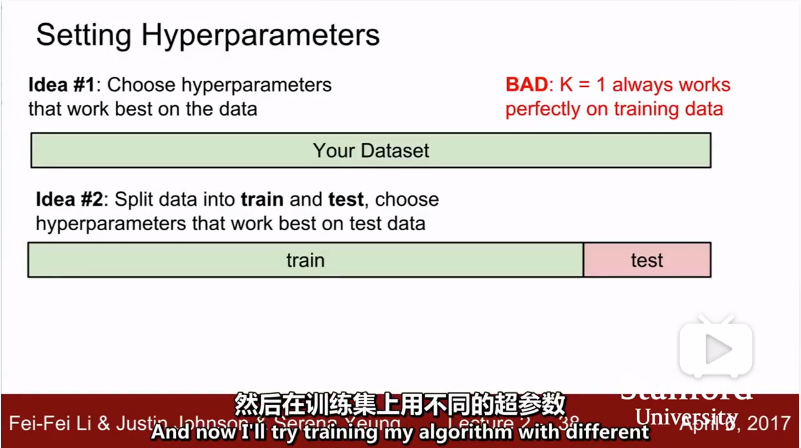 Setting Hyperparameters
Idea #1: Choose hyperparameters
that work best on the data
BAD: K = 1 always works
perfectly on training data
Your Dataset
Idea #2: Split data into train and test, choose
hyperparameters that work best on test data
train
test
然后在训练集上用不同的超参数
And now I'll try training my algorithm with different
Fei-Fei Li & Justin Johnson & Serena Yeung
Lecture 2 - 38
Stanford
University
April 6, 2017